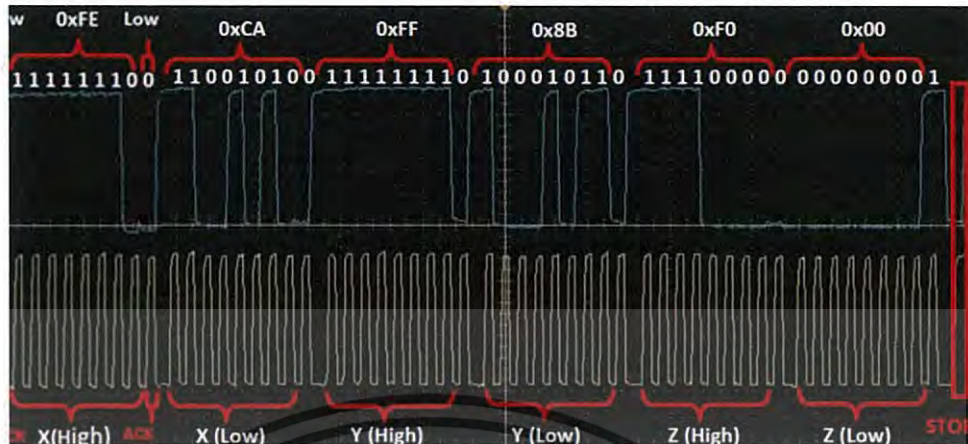 0xFE Low 0xCA 0xFF 0x8B 0xF0 0x00
111111100 110010100 111111110 100010110 111100000 000000001
X(High) ACK X (Low) Y (High) Y (Low) Z (High) Z (Low)